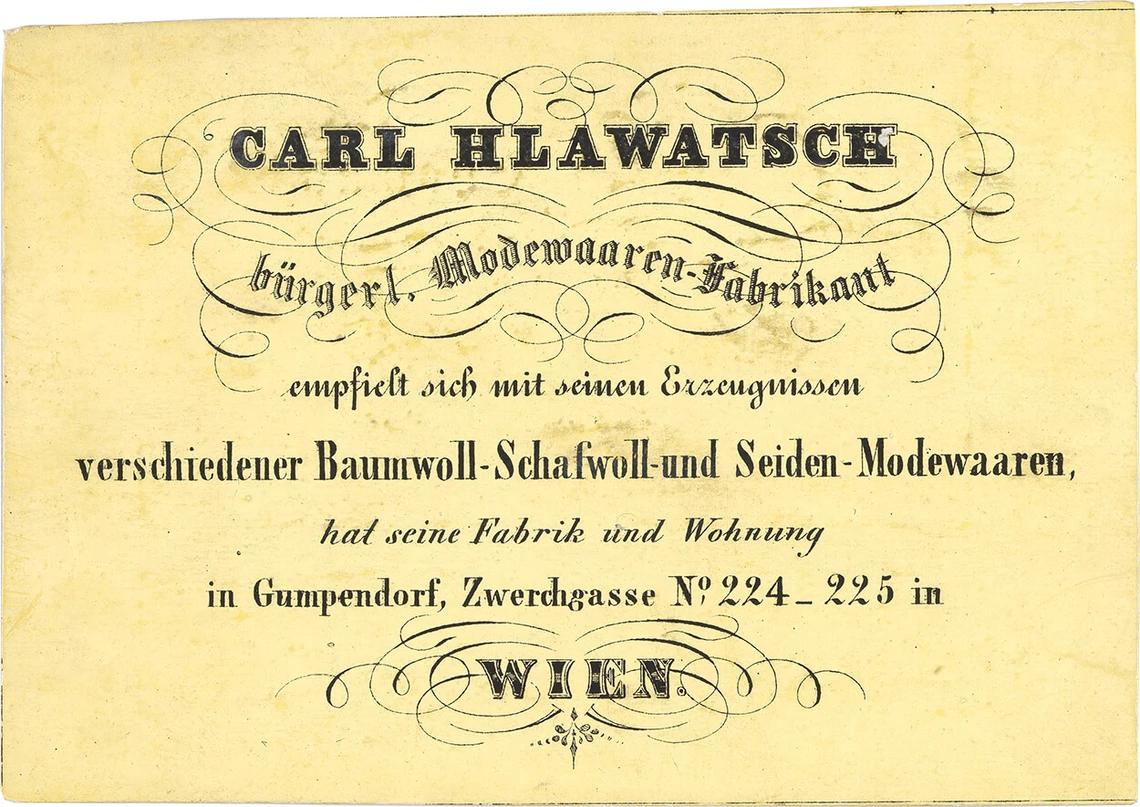 CARL HLAWATSCH
bürgerl. Modewaaren-Fabrikant
empfielt sich mit seinen Erzeugnissen
verschiedener Baumwoll-Schafwoll-und Seiden-Modewaaren,
hat seine Fabrik und Wohnung
in Gumpendorf, Zwerchgasse No. 224 - 225 in
WIEN.